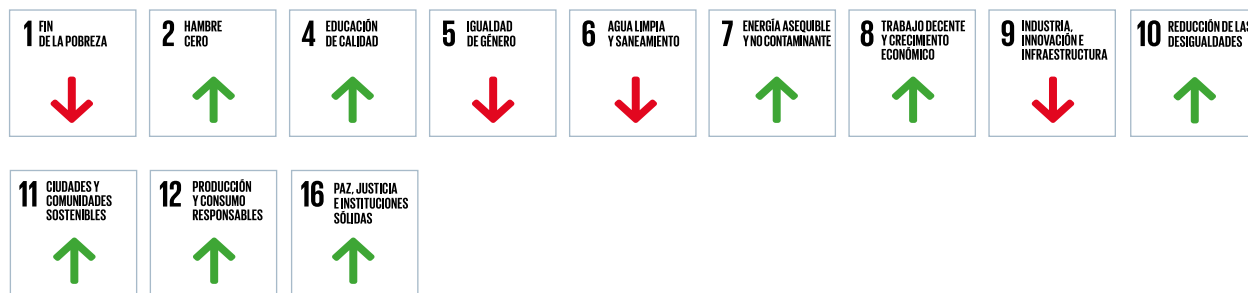 1 FIN
DE LA POBREZA
2 HAMBRE
CERO
4 EDUCACIÓN
DE CALIDAD
5 IGUALDAD
DE GÉNERO
6 AGUA LIMPIA
Y SANEAMIENTO
7 ENERGÍA ASEQUIBLE
Y NO CONTAMINANTE
8 TRABAJO DECENTE
Y CRECIMIENTO
ECONÓMICO
9 INDUSTRIA,
INNOVACIÓN E
INFRAESTRUCTURA
10 REDUCCIÓN DE LAS
DESIGUALDADES
11 CIUDADES Y
COMUNIDADES
SOSTENIBLES
12 PRODUCCIÓN
Y CONSUMO
RESPONSABLES
16 PAZ, JUSTICIA
E INSTITUCIONES
SÓLIDAS